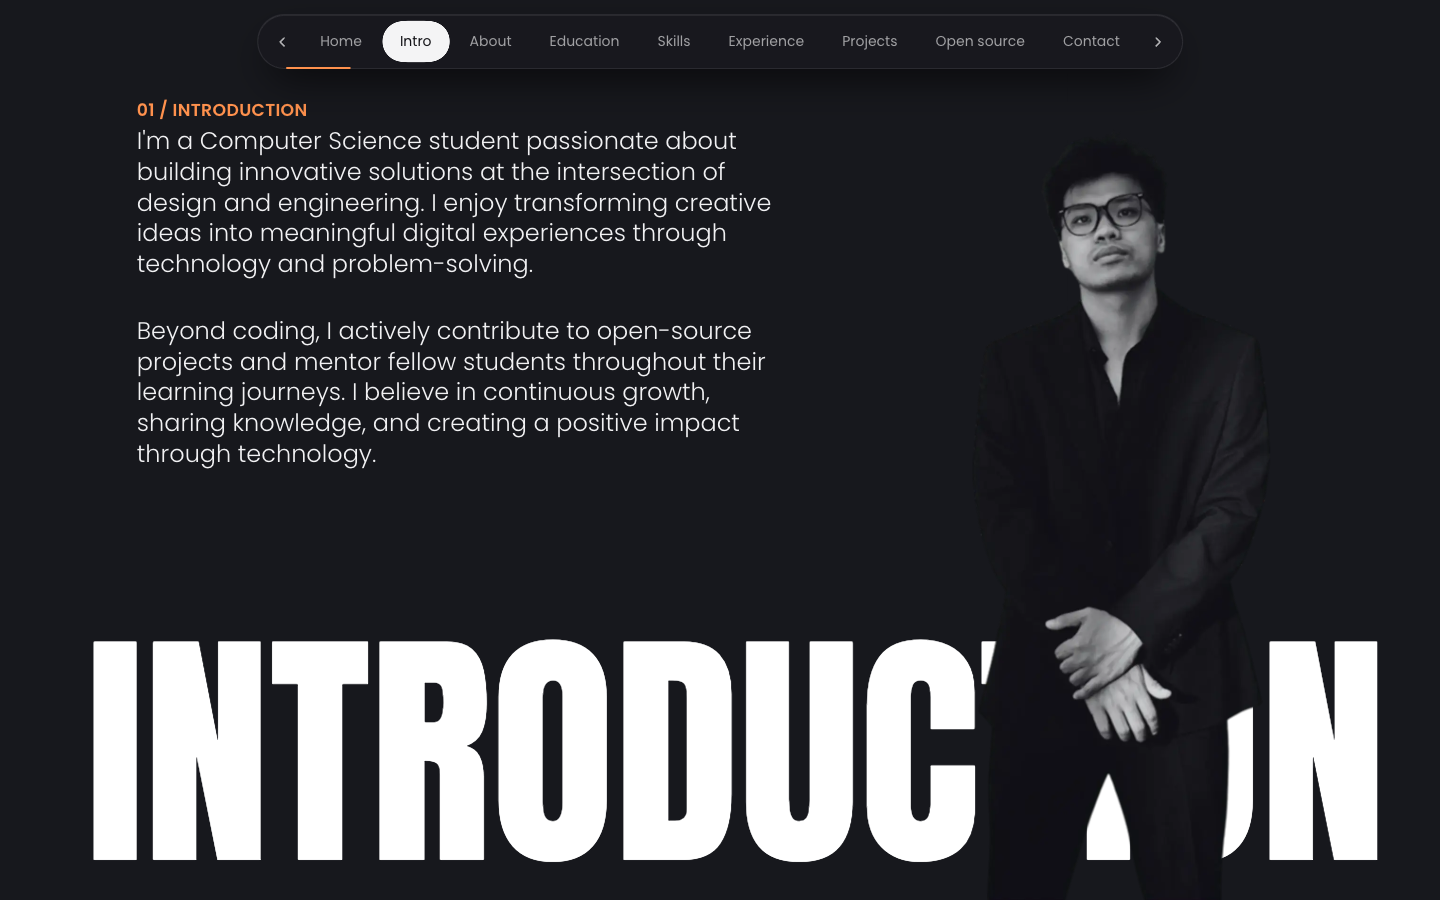 Home Intro About Education Skills Experience Projects Open source Contact
01 / INTRODUCTION
I'm a Computer Science student passionate about
building innovative solutions at the intersection of
design and engineering. I enjoy transforming creative
ideas into meaningful digital experiences through
technology and problem-solving.
Beyond coding, I actively contribute to open-source
projects and mentor fellow students throughout their
learning journeys. I believe in continuous growth,
sharing knowledge, and creating a positive impact
through technology.
INTRODUCTION